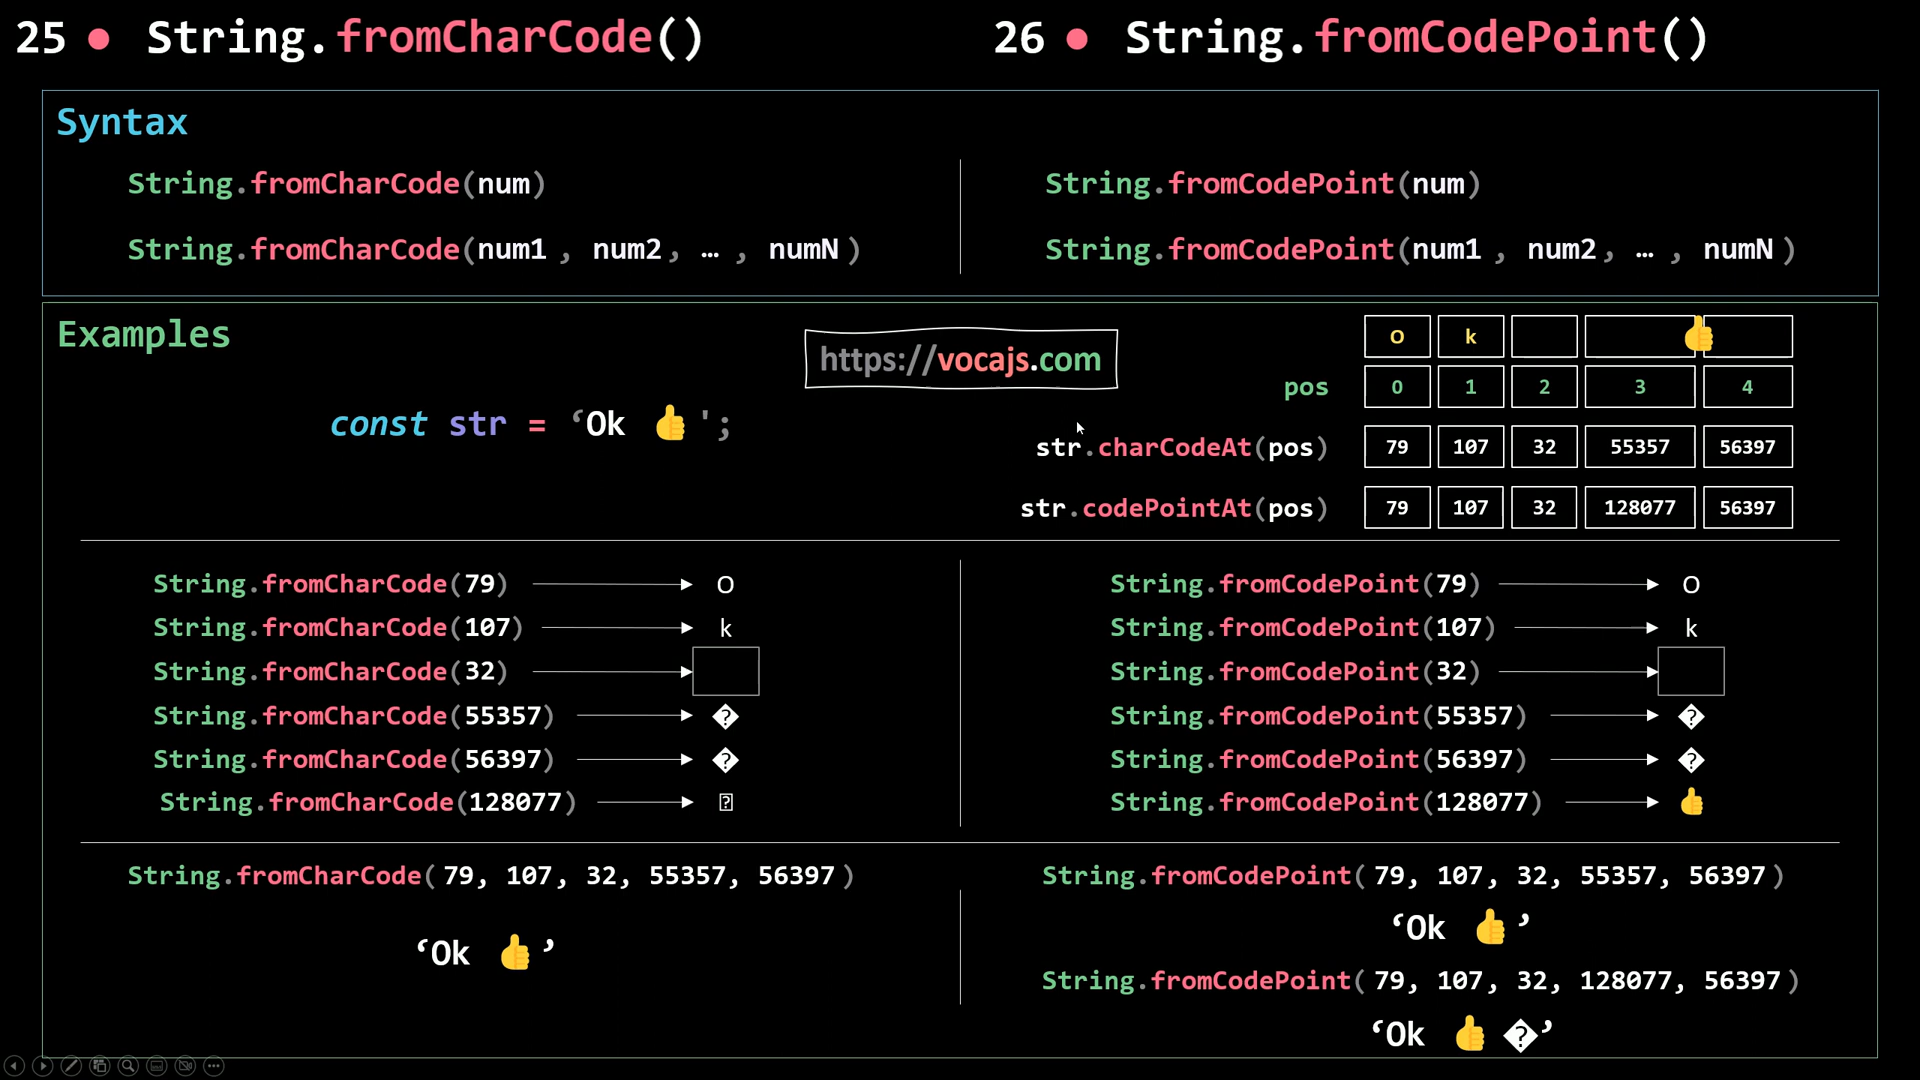 25 • String.fromCharCode()
26 • String.fromCodePoint()
Syntax
String.fromCharCode(num)
String.fromCharCode(num1 , num2, … , numN )
String.fromCodePoint(num)
String.fromCodePoint(num1 , num2, … , numN )
Examples
https://vocajs.com
const str = ‘Ok 👍 ';
O k 👍
pos 0 1 2 3 4
str.charCodeAt(pos) 79 107 32 55357 56397
str.codePointAt(pos) 79 107 32 128077 56397
String.fromCharCode(79) O
String.fromCharCode(107) k
String.fromCharCode(32)
String.fromCharCode(55357) �
String.fromCharCode(56397) �
String.fromCharCode(128077) 
String.fromCodePoint(79) O
String.fromCodePoint(107) k
String.fromCodePoint(32)
String.fromCodePoint(55357) �
String.fromCodePoint(56397) �
String.fromCodePoint(128077) 👍
String.fromCharCode( 79, 107, 32, 55357, 56397 )
‘Ok 👍 ’
String.fromCodePoint( 79, 107, 32, 55357, 56397 )
‘Ok 👍 ’
String.fromCodePoint( 79, 107, 32, 128077, 56397 )
‘Ok 👍 �’